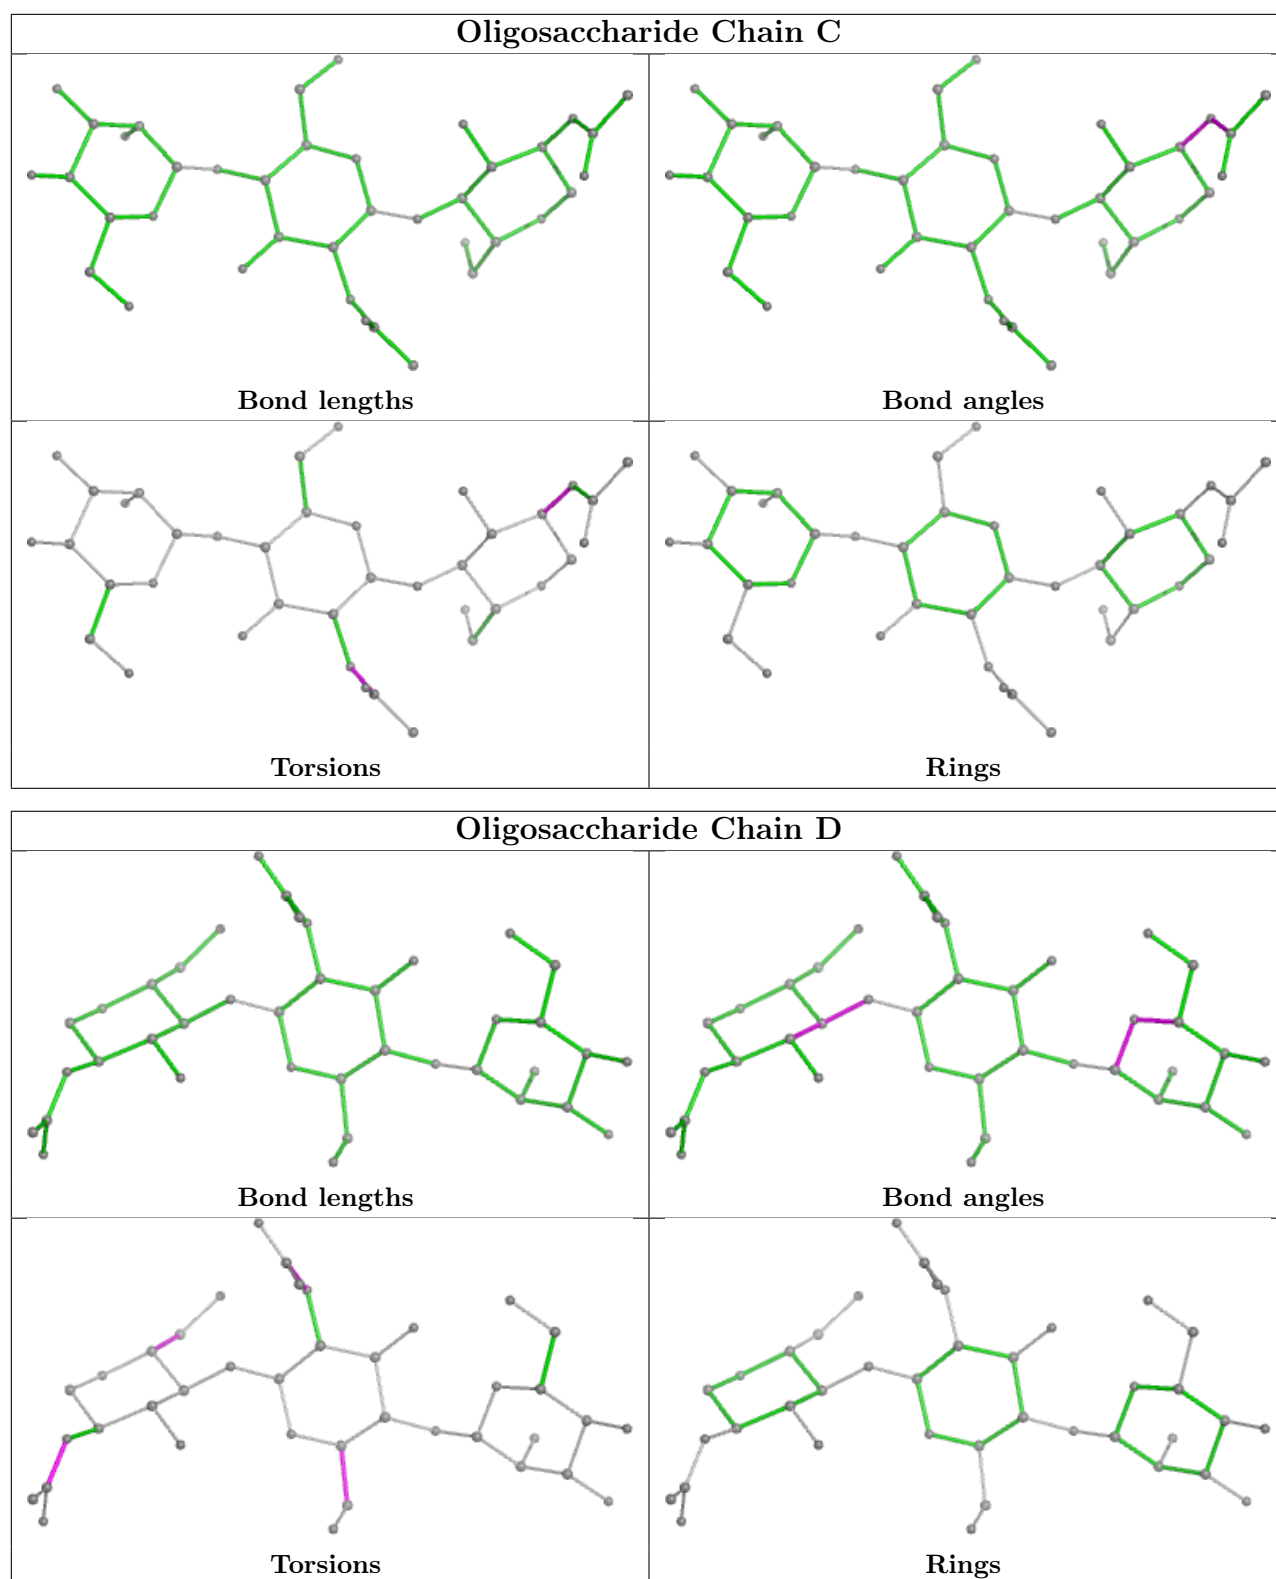 Oligosaccharide Chain C
Bond lengths
Bond angles
Torsions
Rings
Oligosaccharide Chain D
Bond lengths
Bond angles
Torsions
Rings